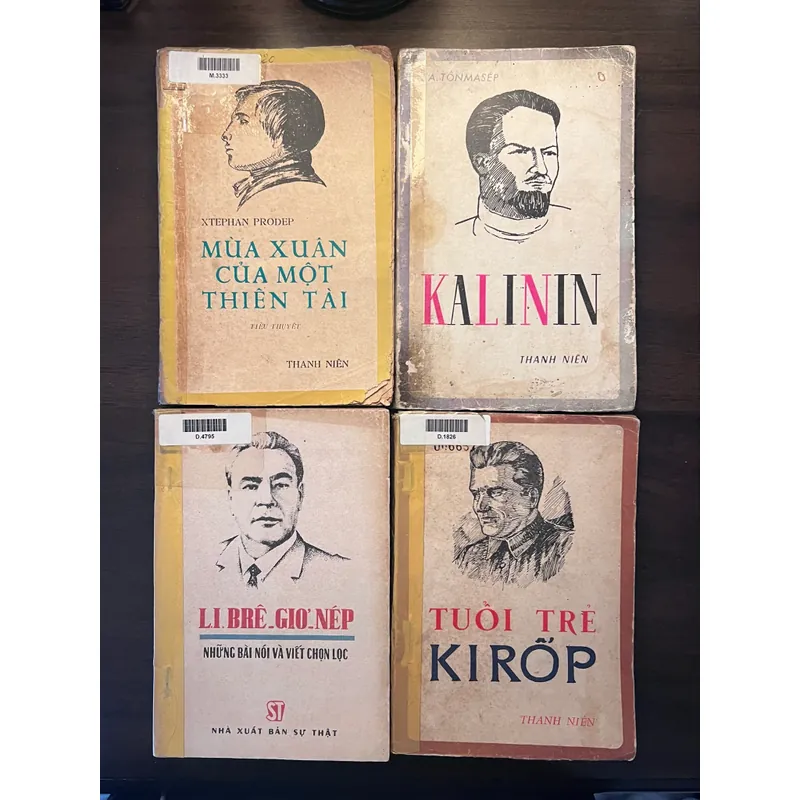 M.3333
XTEPHAN PRODEP
MÙA XUÂN
CỦA MỘT
THIÊN TÀI
TIỂU THUYẾT
THANH NIÊN
A. TÔNMASÉP
KALININ
THANH NIÊN
D.4795
L.I. BRÊ-GIƠ-NÉP
NHỮNG BÀI NÓI VÀ VIẾT CHỌN LỌC
ST
NHÀ XUẤT BẢN SỰ THẬT
D.1826
TUỔI TRẺ
KIRỐP
THANH NIÊN